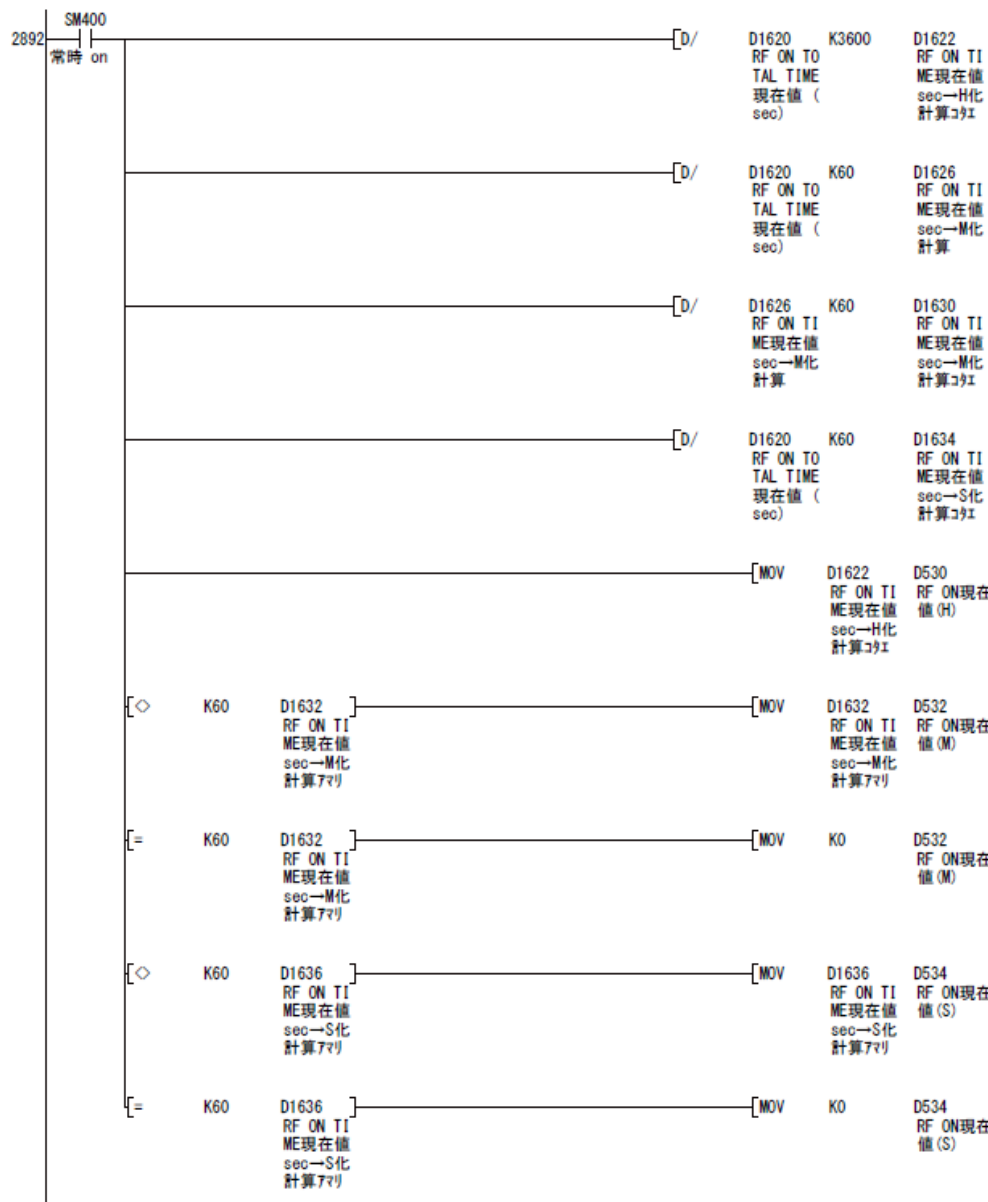 SM400
2892
常時 on
D/ D1620 K3600 D1622
RF ON TO RF ON TI
TAL TIME ME現在値
現在値 ( sec→H化
sec) 計算ｺﾀｴ
D/ D1620 K60 D1626
RF ON TO RF ON TI
TAL TIME ME現在値
現在値 ( sec→M化
sec) 計算
D/ D1626 K60 D1630
RF ON TI RF ON TI
ME現在値 ME現在値
sec→M化 sec→M化
計算 計算ｺﾀｴ
D/ D1620 K60 D1634
RF ON TO RF ON TI
TAL TIME ME現在値
現在値 ( sec→S化
sec) 計算ｺﾀｴ
MOV D1622 D530
RF ON TI RF ON現在
ME現在値 値(H)
sec→H化
計算ｺﾀｴ
<> K60 D1632 MOV D1632 D532
RF ON TI RF ON TI RF ON現在
ME現在値 ME現在値 値(M)
sec→M化 sec→M化
計算ｱﾏﾘ 計算ｱﾏﾘ
= K60 D1632 MOV K0 D532
RF ON TI RF ON現在
ME現在値 値(M)
sec→M化
計算ｱﾏﾘ
<> K60 D1636 MOV D1636 D534
RF ON TI RF ON TI RF ON現在
ME現在値 ME現在値 値(S)
sec→S化 sec→S化
計算ｱﾏﾘ 計算ｱﾏﾘ
= K60 D1636 MOV K0 D534
RF ON TI RF ON現在
ME現在値 値(S)
sec→S化
計算ｱﾏﾘ